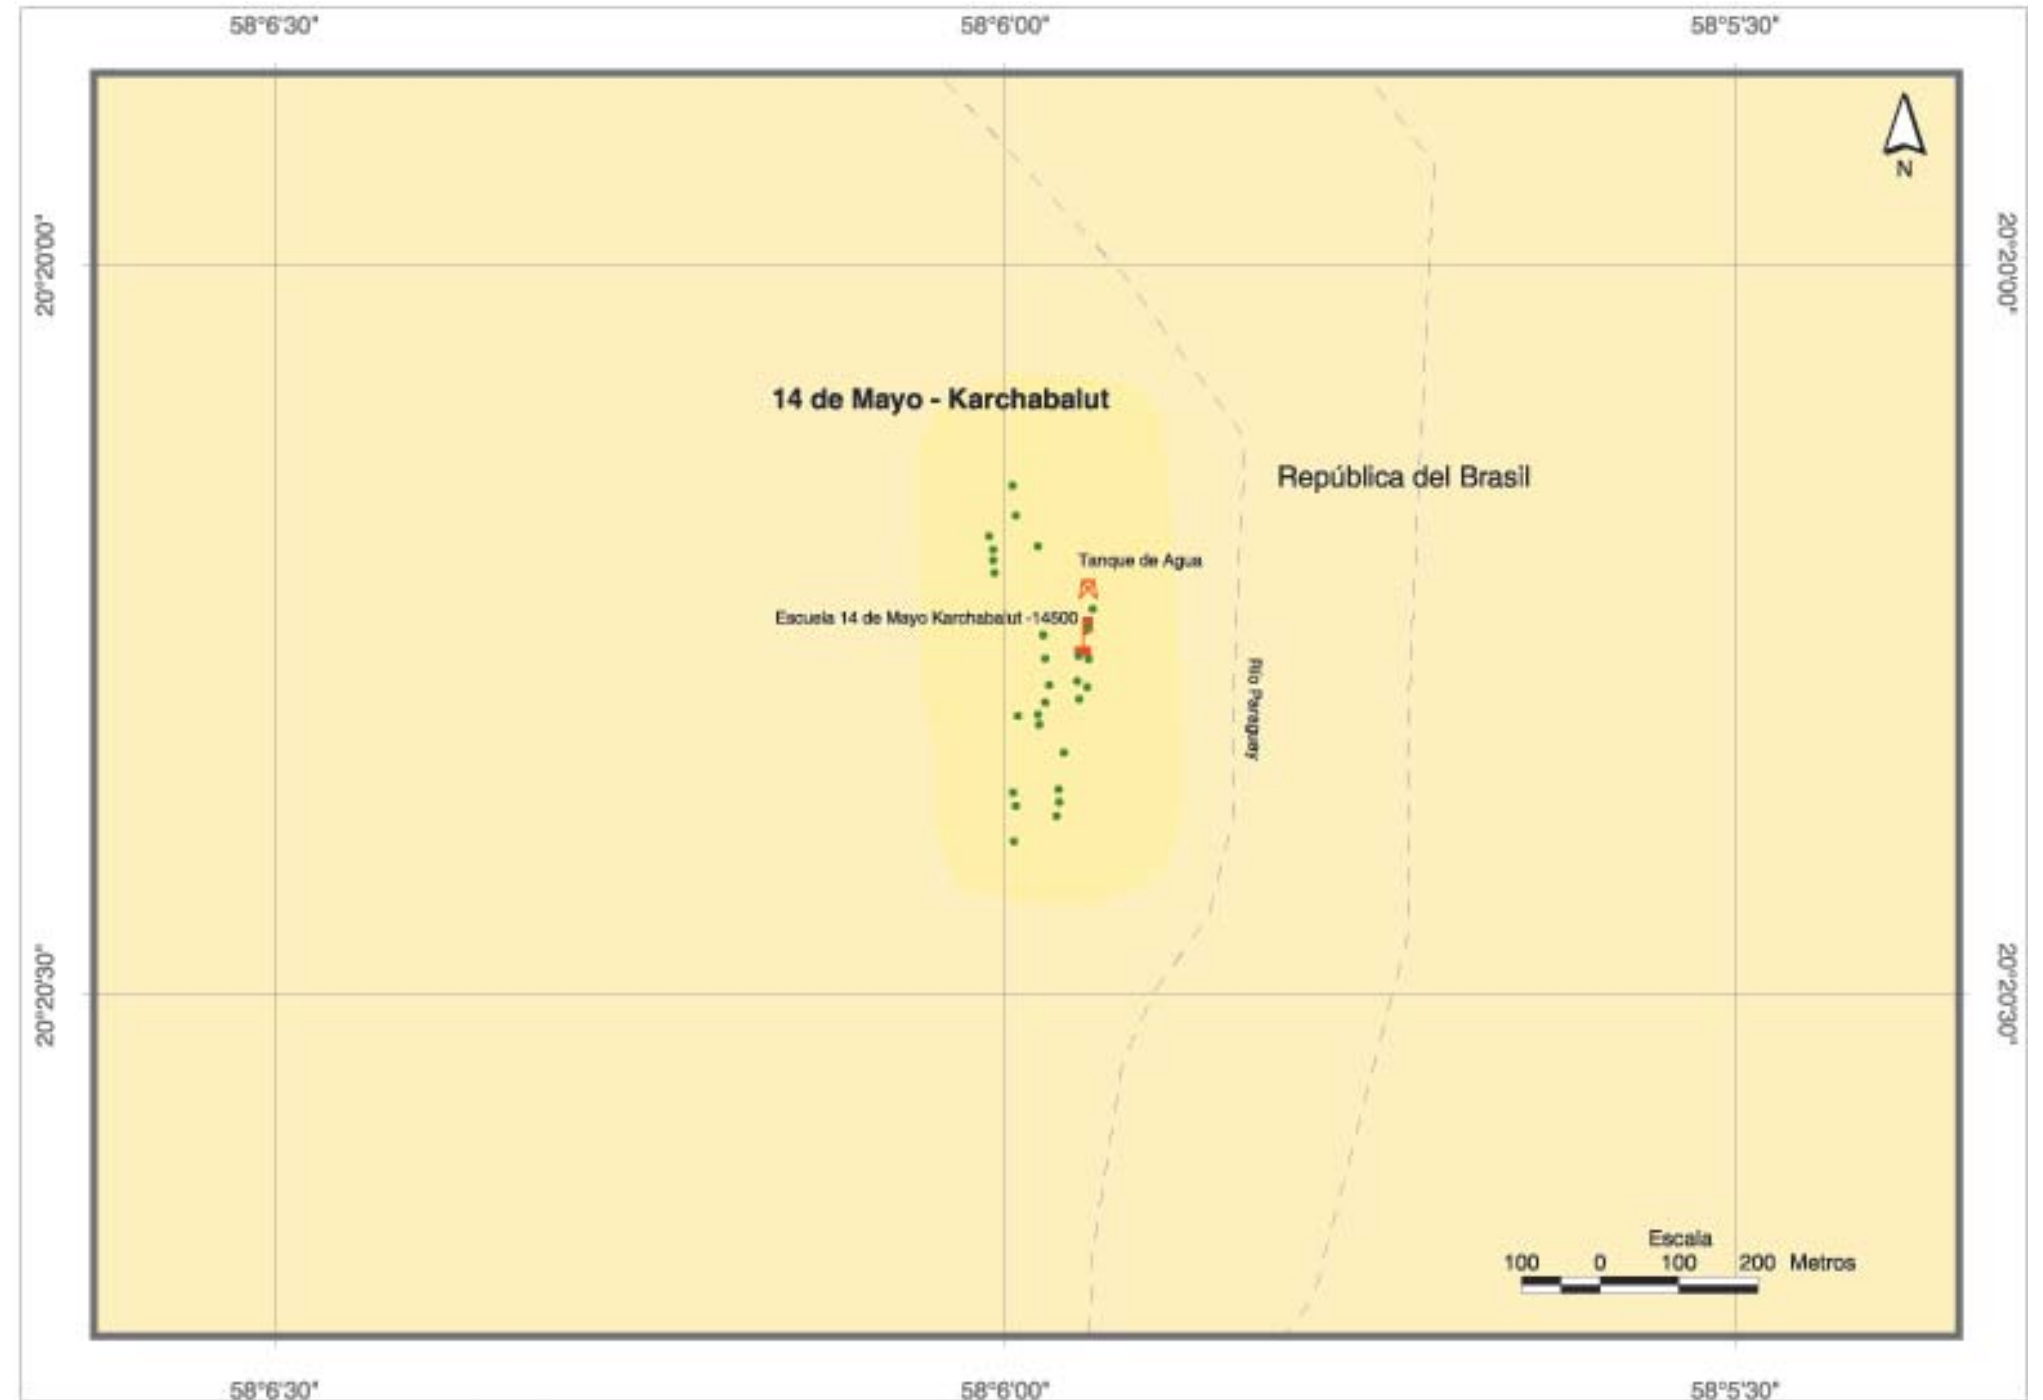 58°6'30" 58°6'00" 58°5'30"
N
20°20'00" 20°20'00"
14 de Mayo - Karchabalut
República del Brasil
Tanque de Agua
Escuela 14 de Mayo Karchabalut -14500
Río Paraguay
20°20'30" 20°20'30"
Escala
100 0 100 200 Metros
58°6'30" 58°6'00" 58°5'30"